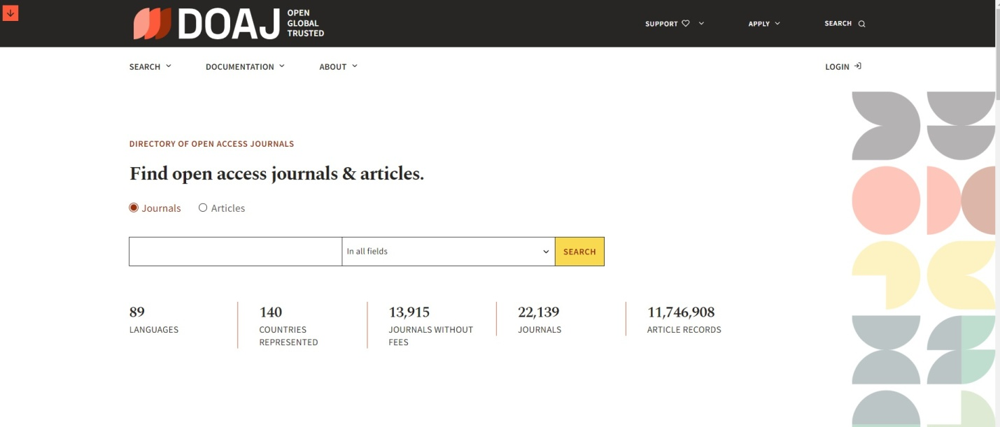 DOAJ
OPEN
GLOBAL
TRUSTED
SUPPORT
APPLY
SEARCH
SEARCH
DOCUMENTATION
ABOUT
LOGIN
DIRECTORY OF OPEN ACCESS JOURNALS
Find open access journals & articles.
Journals
Articles
In all fields
SEARCH
89
LANGUAGES
140
COUNTRIES
REPRESENTED
13,915
JOURNALS WITHOUT
FEES
22,139
JOURNALS
11,746,908
ARTICLE RECORDS